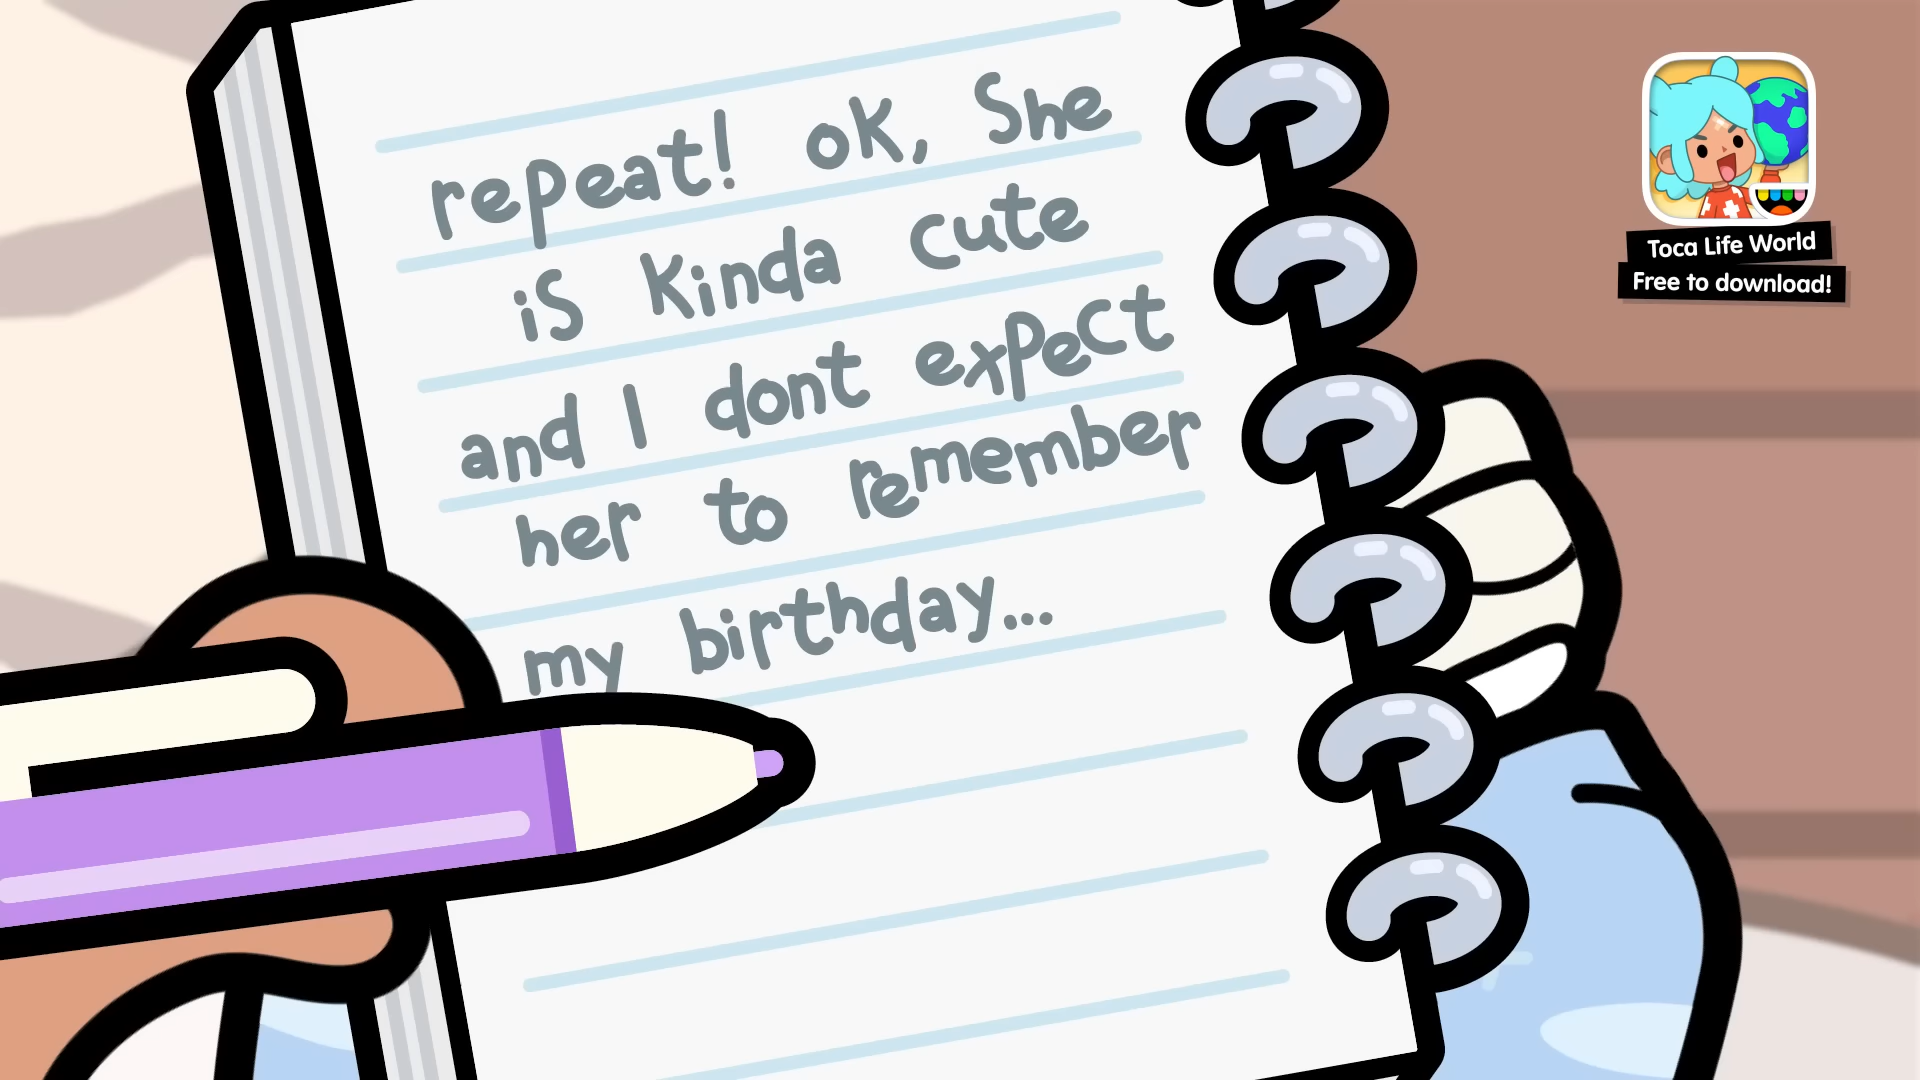 repeat! ok, She
is kinda cute
and I dont expect
her to remember
my birthday...
Toca Life World
Free to download!